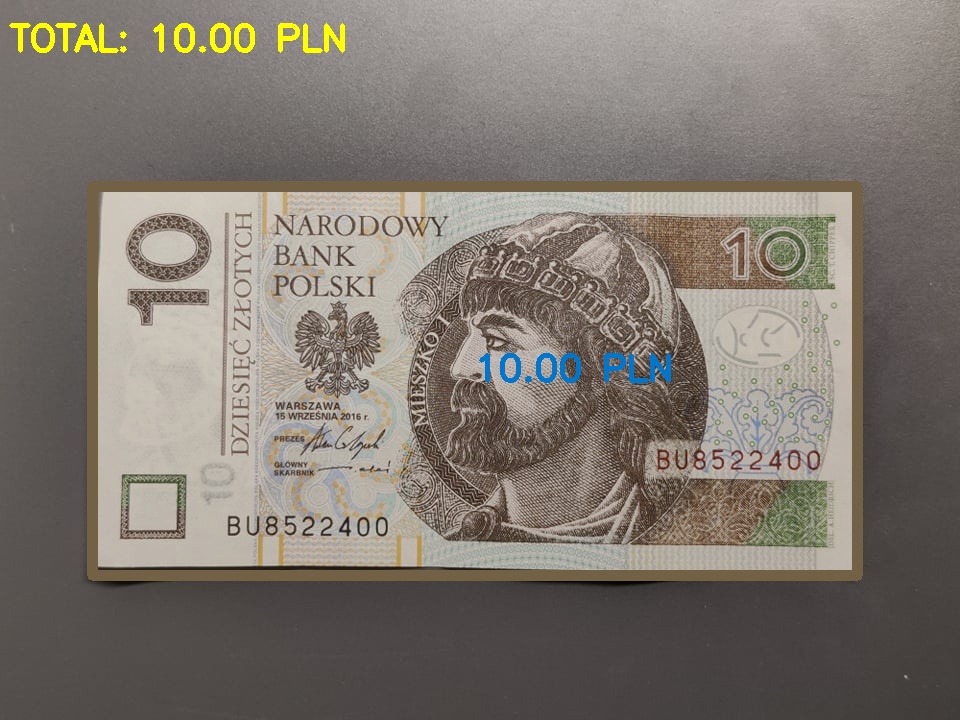 TOTAL: 10.00 PLN
10
DZIESIĘĆ ZŁOTYCH
NARODOWY
BANK
POLSKI
10
MIESZKO I
10.00 PLN
WARSZAWA
15 WRZEŚNIA 2016 r.
PREZES
GŁÓWNY
SKARBNIK
BU8522400
10
BU8522400